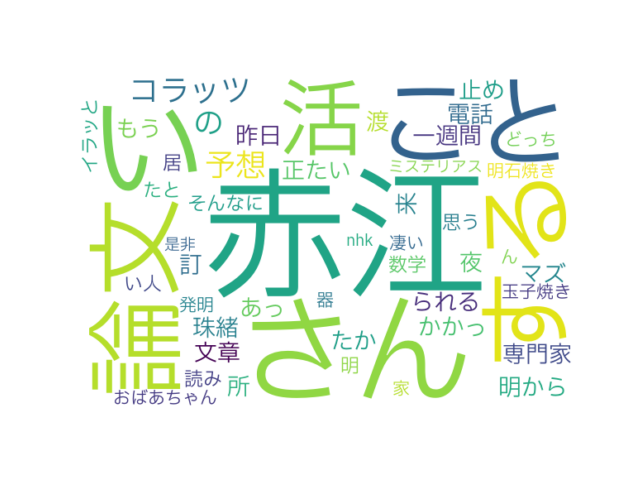 コラッツ
い
活
こと
止め
電話
渡
イラッと
もう
の
昨日
一週間
どっち
居
予想
正たい
ミステリアス
明石焼き
たと
そんなに
来
思う
する
論文
赤江
さん
是非
訂
nhk
凄い
数学
夜
ん
マズ
い人
発明
あっ
器
られる
玉子焼き
珠緒
たか
かかっ
文章
明
専門家
読み
所
家
明から
おばあちゃん